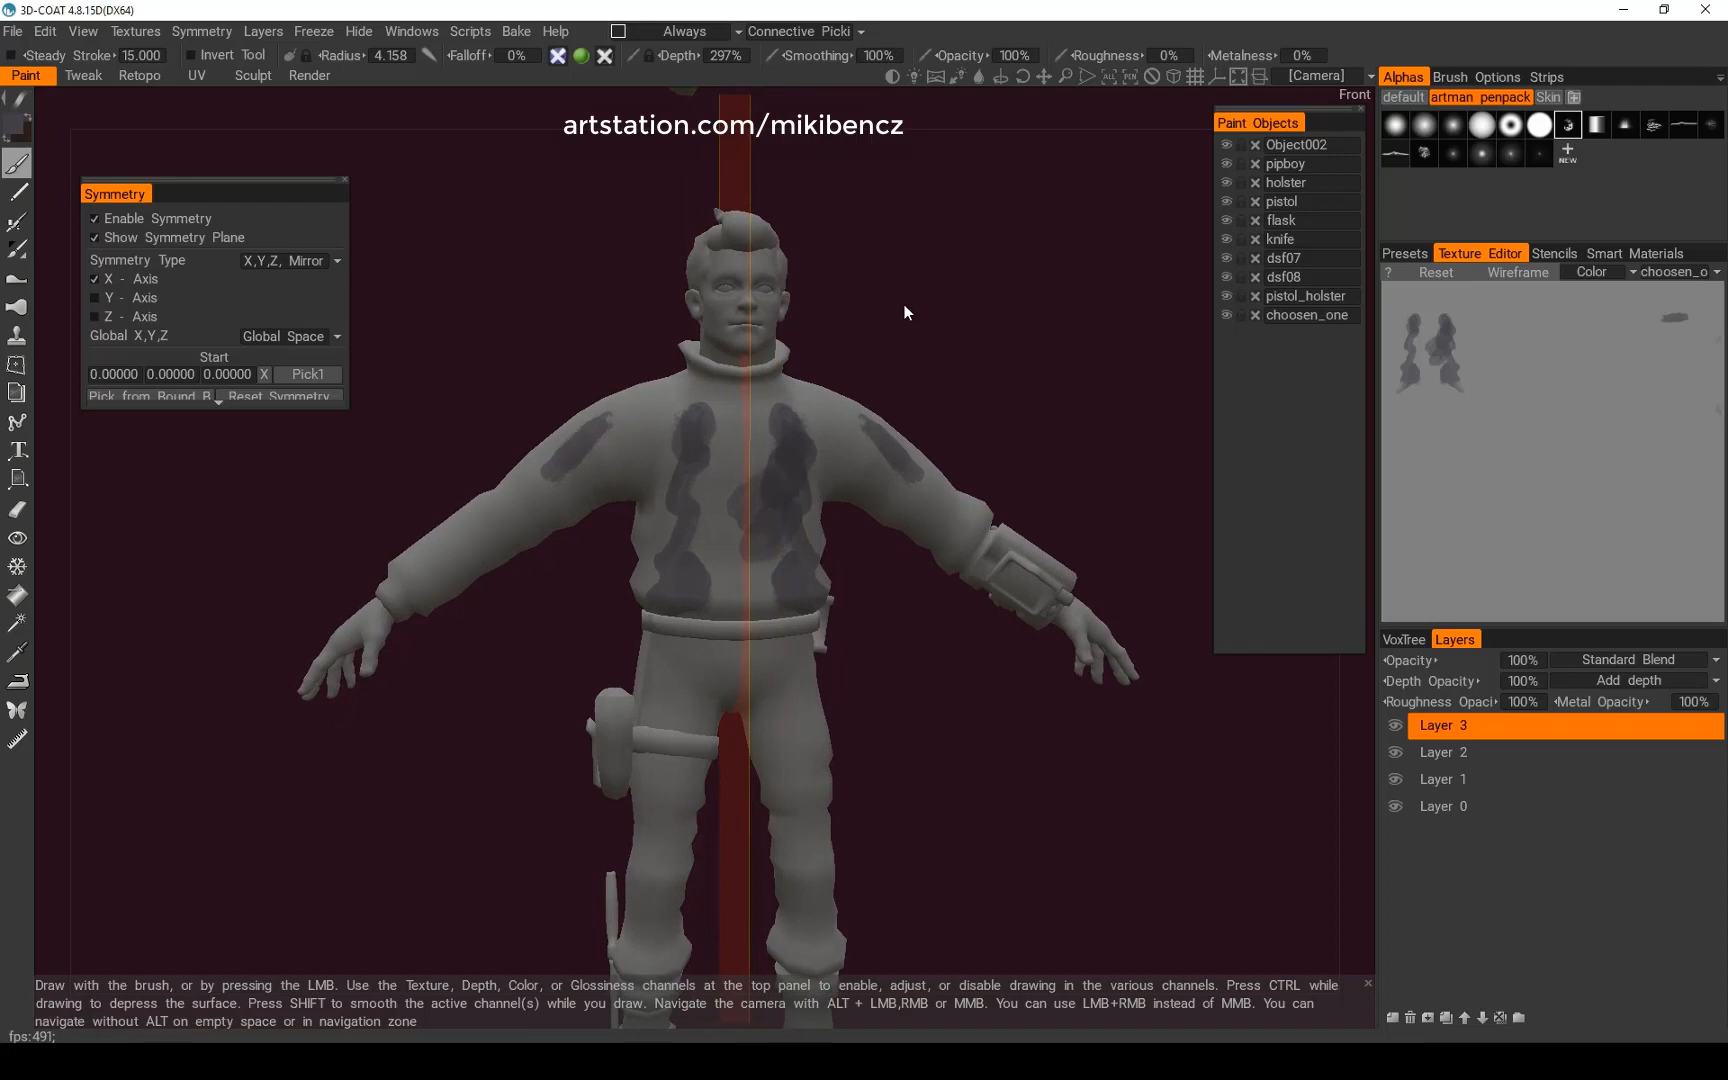 3D-COAT 4.8.15D(DX64)
File Edit View Textures Symmetry Layers Freeze Hide Windows Scripts Bake Help Always Connective Picki
Steady Stroke 15.000 Invert Tool Radius 4.158 Falloff 0% Depth 297% Smoothing 100% Opacity 100% Roughness 0% Metalness 0%
Paint Tweak Retopo UV Sculpt Render [Camera]
Front
artstation.com/mikibencz
Symmetry
Enable Symmetry
Show Symmetry Plane
Symmetry Type X,Y,Z, Mirror
X - Axis
Y - Axis
Z - Axis
Global X,Y,Z Global Space
Start
0.00000 0.00000 0.00000 X Pick1
Pick from Bound B Reset Symmetry
Paint Objects
Object002
pipboy
holster
pistol
flask
knife
dsf07
dsf08
pistol_holster
choosen_one
Alphas Brush Options Strips
default artman penpack Skin
NEW
Presets Texture Editor Stencils Smart Materials
? Reset Wireframe Color choosen_o
VoxTree Layers
Opacity 100% Standard Blend
Depth Opacity 100% Add depth
Roughness Opaci 100% Metal Opacity 100%
Layer 3
Layer 2
Layer 1
Layer 0
Draw with the brush, or by pressing the LMB. Use the Texture, Depth, Color, or Glossiness channels at the top panel to enable, adjust, or disable drawing in the various channels. Press CTRL while
drawing to depress the surface. Press SHIFT to smooth the active channel(s) while you draw. Navigate the camera with ALT + LMB,RMB or MMB. You can use LMB+RMB instead of MMB. You can
navigate without ALT on empty space or in navigation zone
fps:491;